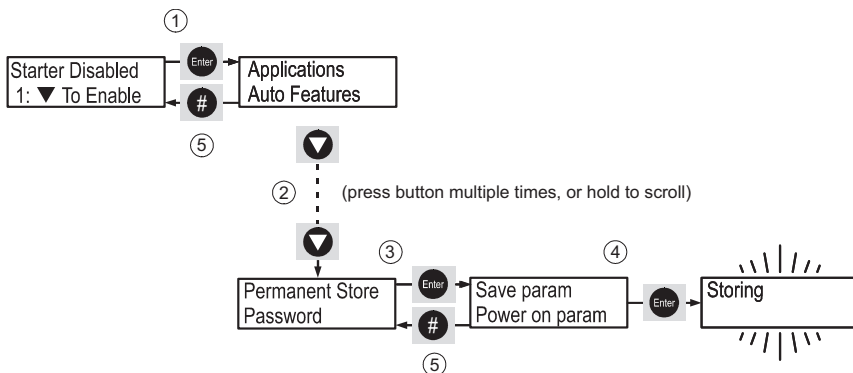 ①
Starter Disabled
1: ▼ To Enable
Enter
#
Applications
Auto Features
⑤
②
(press button multiple times, or hold to scroll)
③
④
Permanent Store
Password
Enter
#
Save param
Power on param
Enter
Storing
⑤